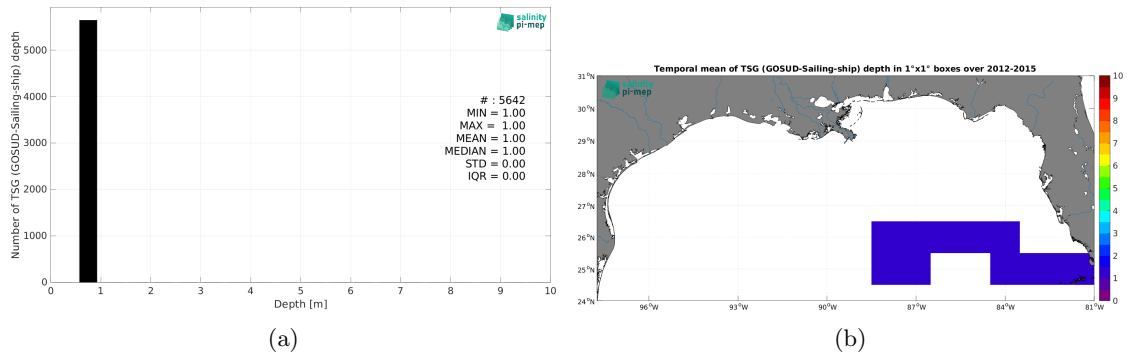 salinity
pi-mep
Number of TSG (GOSUD-Sailing-ship) depth
5000
4000
3000
2000
1000
0
# : 5642
MIN = 1.00
MAX = 1.00
MEAN = 1.00
MEDIAN = 1.00
STD = 0.00
IQR = 0.00
0 1 2 3 4 5 6 7 8 9 10
Depth [m]
(a)
Temporal mean of TSG (GOSUD-Sailing-ship) depth in 1°x1° boxes over 2012-2015
salinity
pi-mep
31°N
30°N
29°N
28°N
27°N
26°N
25°N
24°N
96°W 93°W 90°W 87°W 84°W 81°W
10
9
8
7
6
5
4
3
2
1
0
(b)